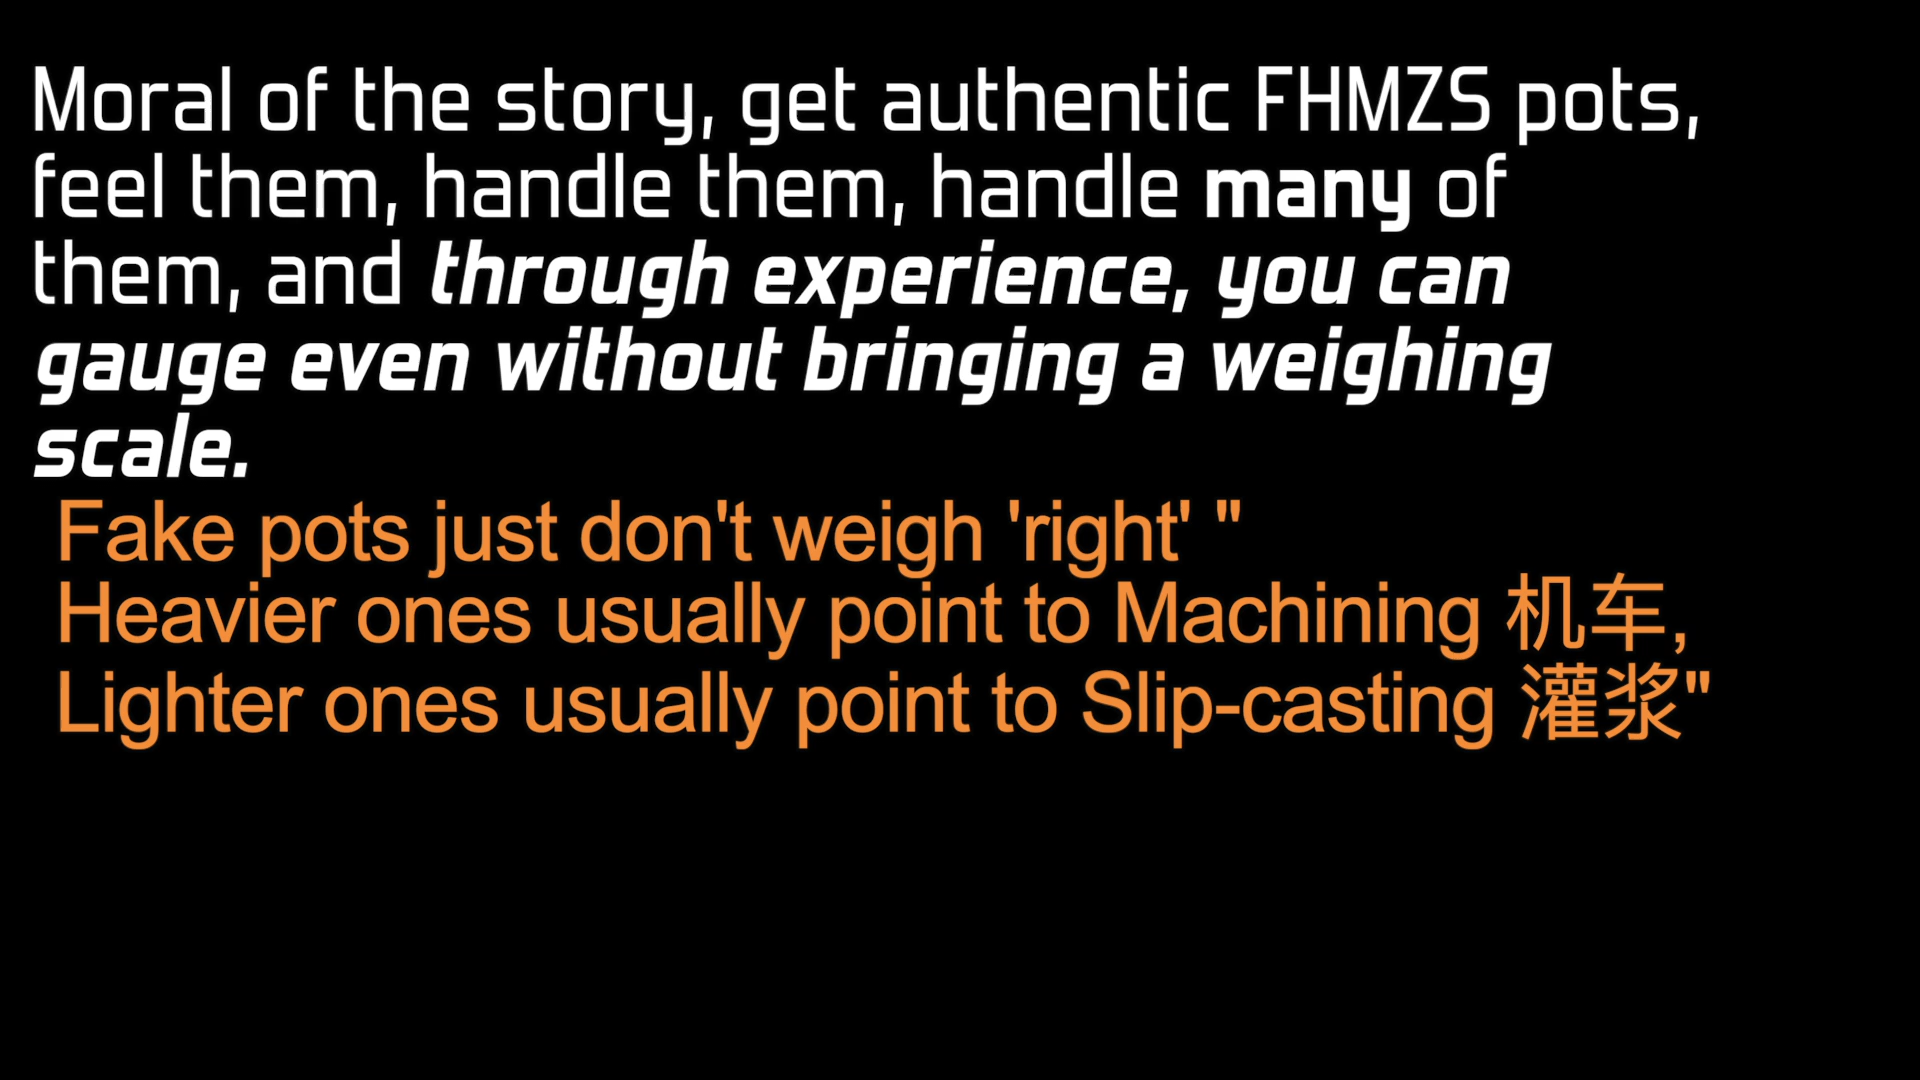 Moral of the story, get authentic FHMZS pots,
feel them, handle them, handle many of
them, and through experience, you can
gauge even without bringing a weighing
scale.
Fake pots just don't weigh 'right' "
Heavier ones usually point to Machining 机车,
Lighter ones usually point to Slip-casting 灌浆"